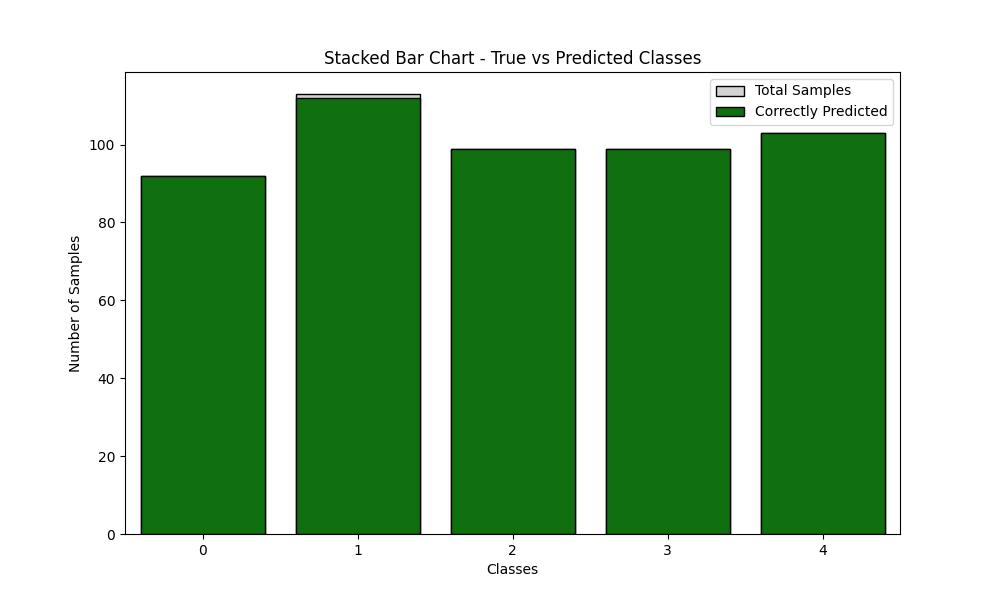 Stacked Bar Chart - True vs Predicted Classes
Total Samples
Correctly Predicted
100
80
60
40
20
0
Number of Samples
0 1 2 3 4
Classes